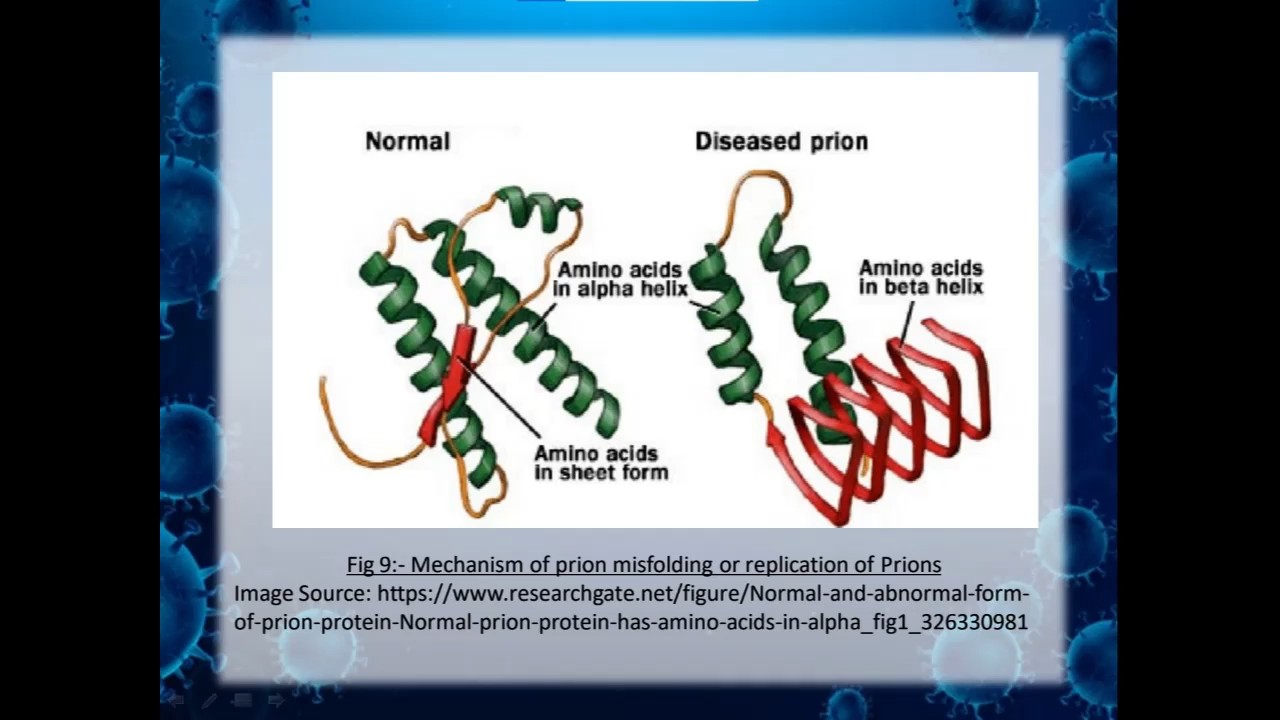 Normal
Diseased prion
Amino acids
in alpha helix
Amino acids
in beta helix
Amino acids
in sheet form
Fig 9:- Mechanism of prion misfolding or replication of Prions
Image Source: https://www.researchgate.net/figure/Normal-and-abnormal-form-
of-prion-protein-Normal-prion-protein-has-amino-acids-in-alpha_fig1_326330981